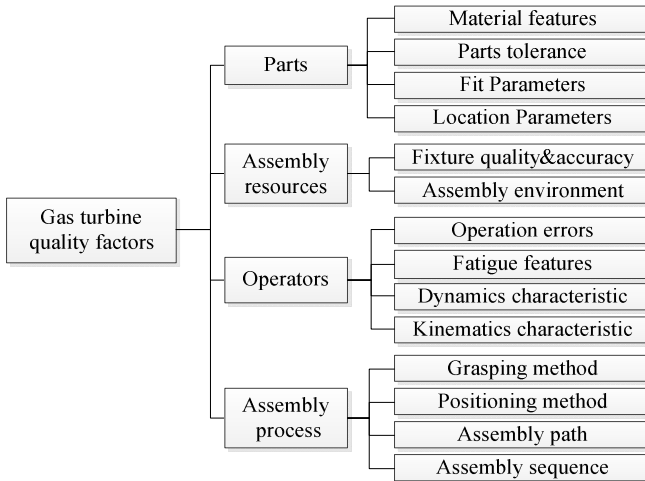 Gas turbine
quality factors
Parts
Material features
Parts tolerance
Fit Parameters
Location Parameters
Assembly
resources
Fixture quality&accuracy
Assembly environment
Operators
Operation errors
Fatigue features
Dynamics characteristic
Kinematics characteristic
Assembly
process
Grasping method
Positioning method
Assembly path
Assembly sequence